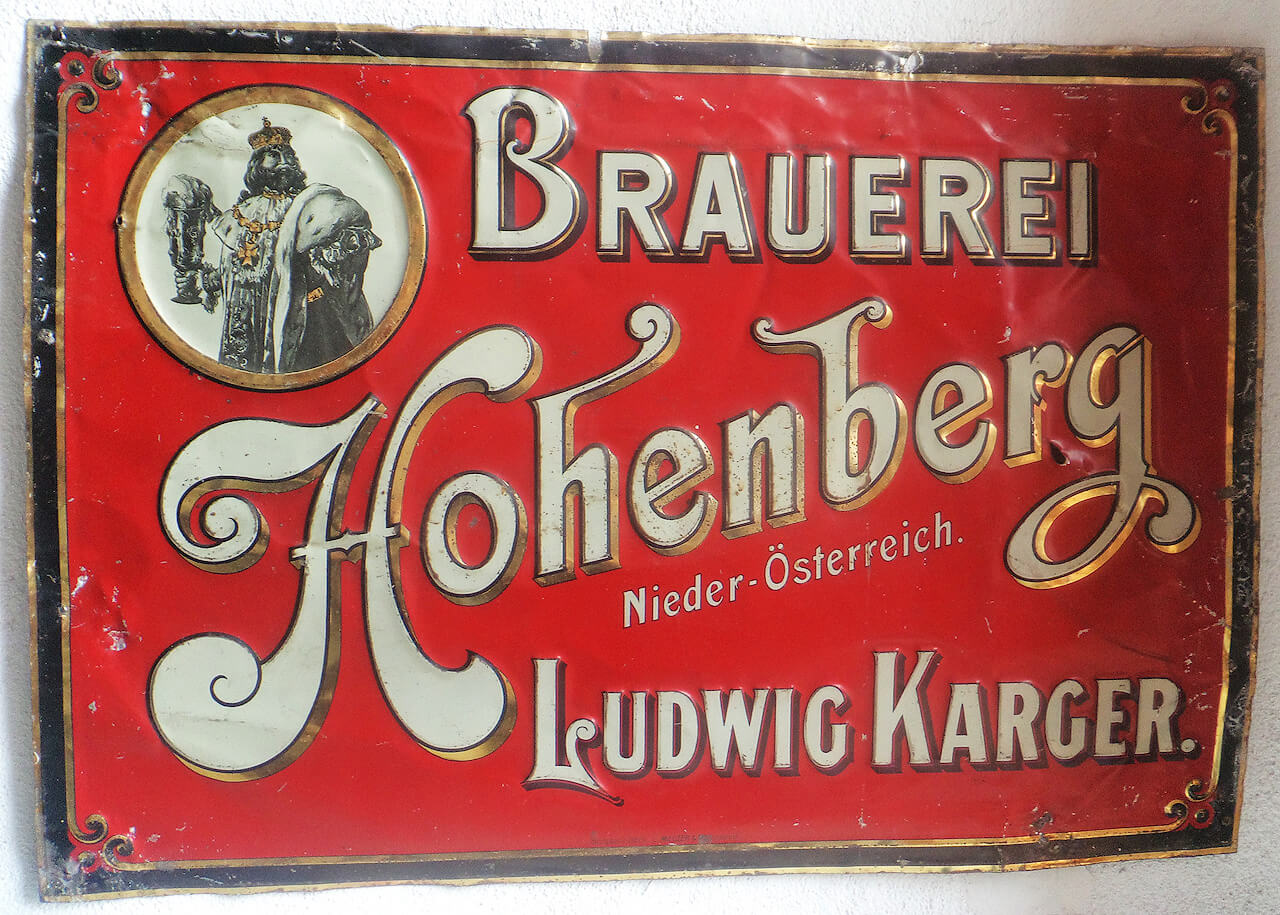 BRAUEREI
Hohenberg
Nieder-Österreich.
LUDWIG KARGER.